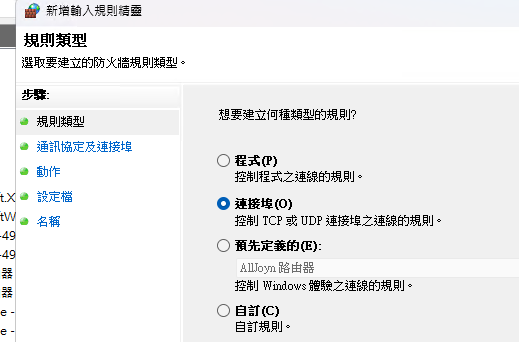 新增輸入規則精靈
規則類型
選取要建立的防火牆規則類型。
步驟:
規則類型
通訊協定及連接埠
動作
設定檔
名稱
想要建立何種類型的規則?
程式(P)
控制程式之連線的規則。
連接埠(O)
控制 TCP 或 UDP 連接埠之連線的規則。
預先定義的(E):
AllJoyn 路由器
控制 Windows 體驗之連線的規則。
自訂(C)
自訂規則。
ft.X
ftW
-49
-49
器
器
e -
e -